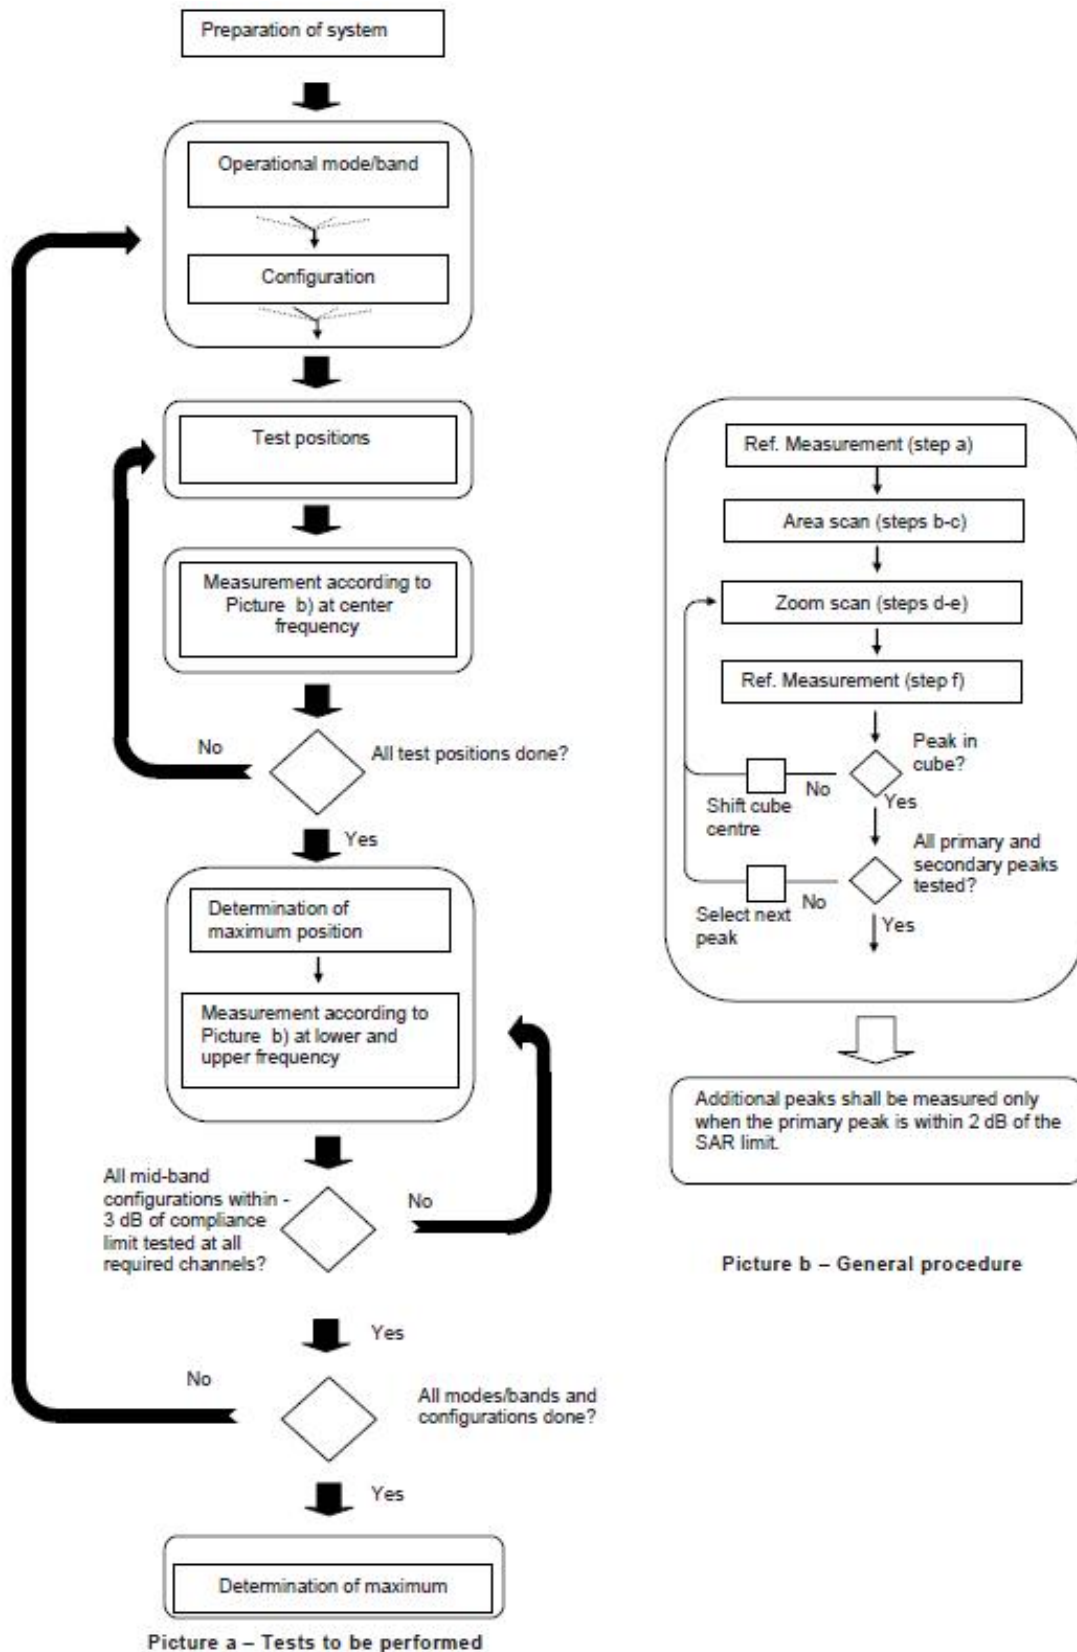 Preparation of system
Operational mode/band
Configuration
Test positions
Measurement according to
Picture b) at center
frequency
No
All test positions done?
Yes
Determination of
maximum position
Measurement according to
Picture b) at lower and
upper frequency
All mid-band
configurations within -
3 dB of compliance
limit tested at all
required channels?
No
Yes
No
All modes/bands and
configurations done?
Yes
Determination of maximum
Picture a – Tests to be performed
Ref. Measurement (step a)
Area scan (steps b-c)
Zoom scan (steps d-e)
Ref. Measurement (step f)
Peak in
cube?
No
Shift cube
centre
Yes
All primary and
secondary peaks
tested?
No
Select next
peak
Yes
Additional peaks shall be measured only
when the primary peak is within 2 dB of the
SAR limit.
Picture b – General procedure